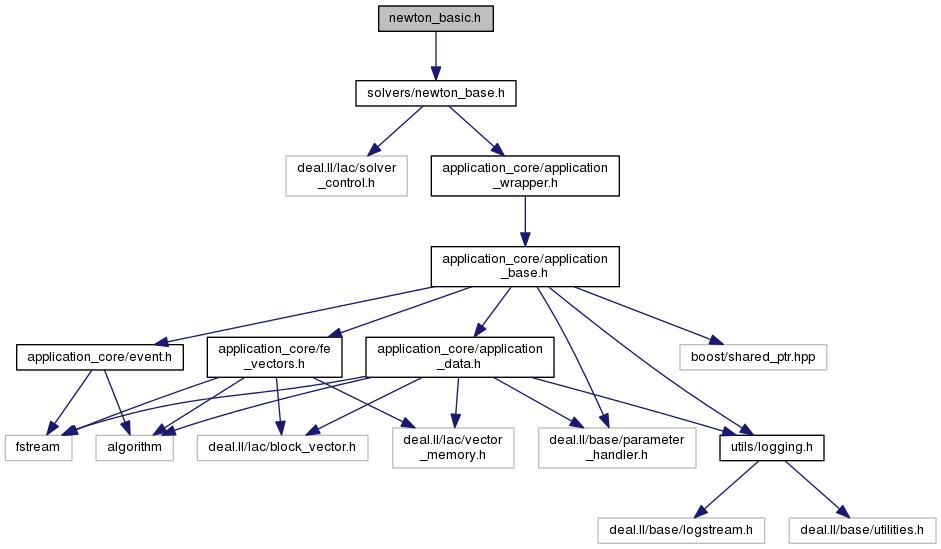 newton_basic.h
solvers/newton_base.h
deal.II/lac/solver
_control.h
application_core/application
_wrapper.h
application_core/application
_base.h
application_core/event.h
application_core/fe
_vectors.h
application_core/application
_data.h
boost/shared_ptr.hpp
fstream
algorithm
deal.II/lac/block_vector.h
deal.II/lac/vector
_memory.h
deal.II/base/parameter
_handler.h
utils/logging.h
deal.II/base/logstream.h
deal.II/base/utilities.h